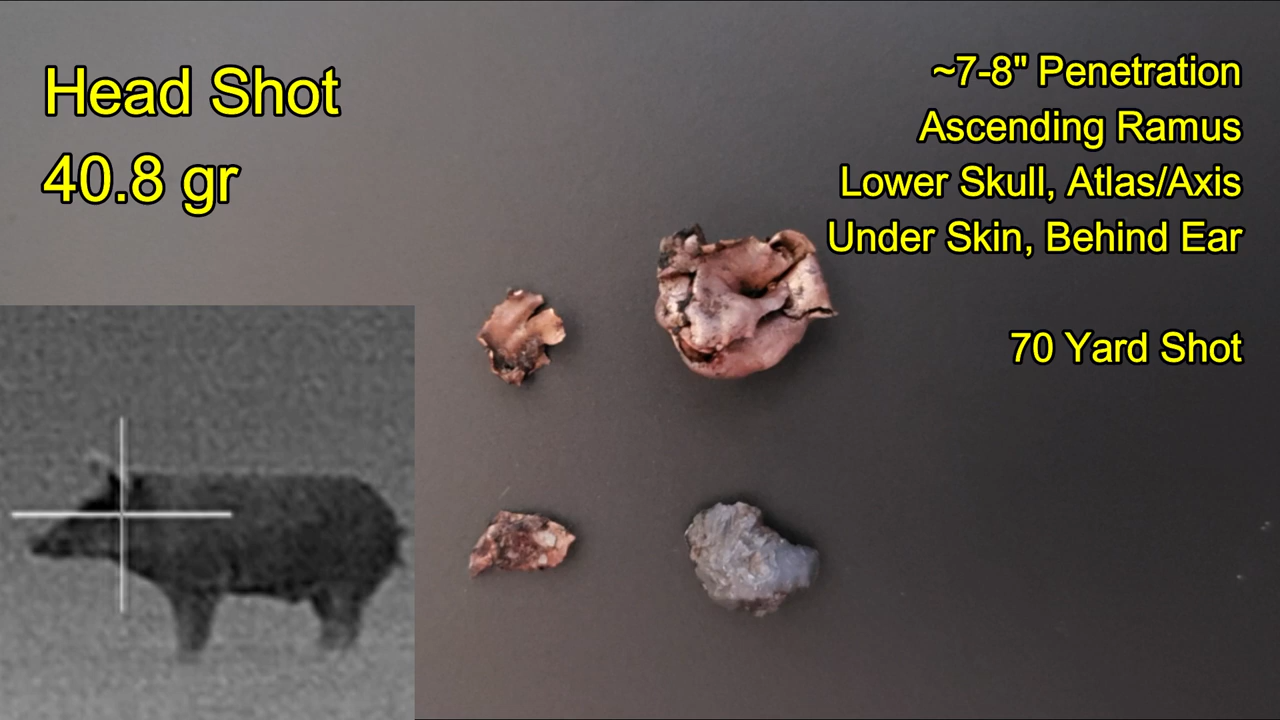 Head Shot
40.8 gr
~7-8" Penetration
Ascending Ramus
Lower Skull, Atlas/Axis
Under Skin, Behind Ear
70 Yard Shot